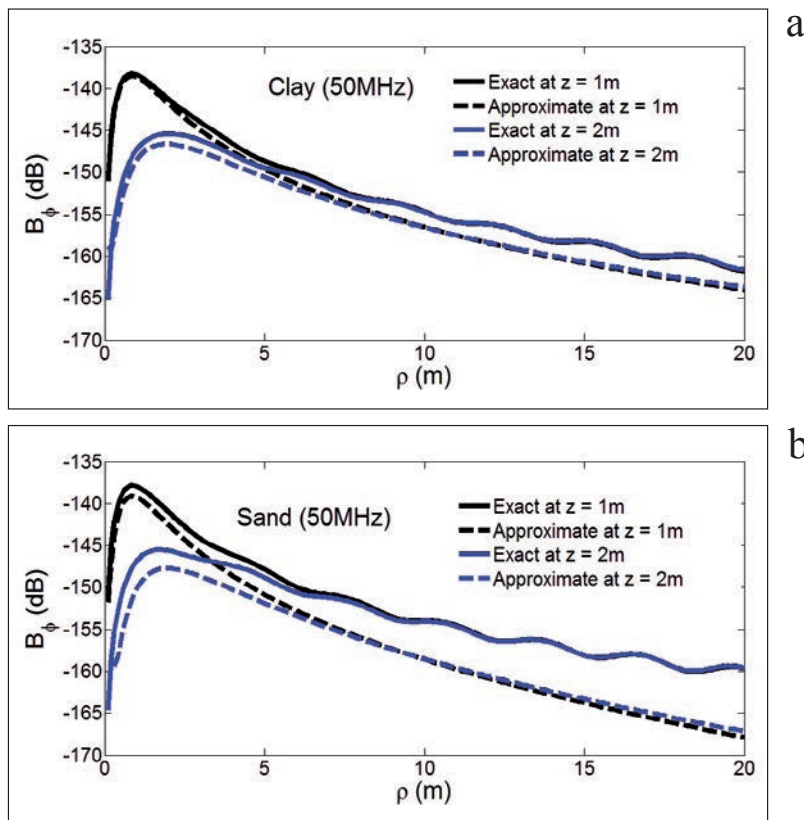 a
-135
-140
-145
-150
-155
-160
-165
-170
B_ϕ (dB)
Clay (50MHz)
Exact at z = 1m
Approximate at z = 1m
Exact at z = 2m
Approximate at z = 2m
0 5 10 15 20
ρ (m)
b
-135
-140
-145
-150
-155
-160
-165
-170
B_ϕ (dB)
Sand (50MHz)
Exact at z = 1m
Approximate at z = 1m
Exact at z = 2m
Approximate at z = 2m
0 5 10 15 20
ρ (m)